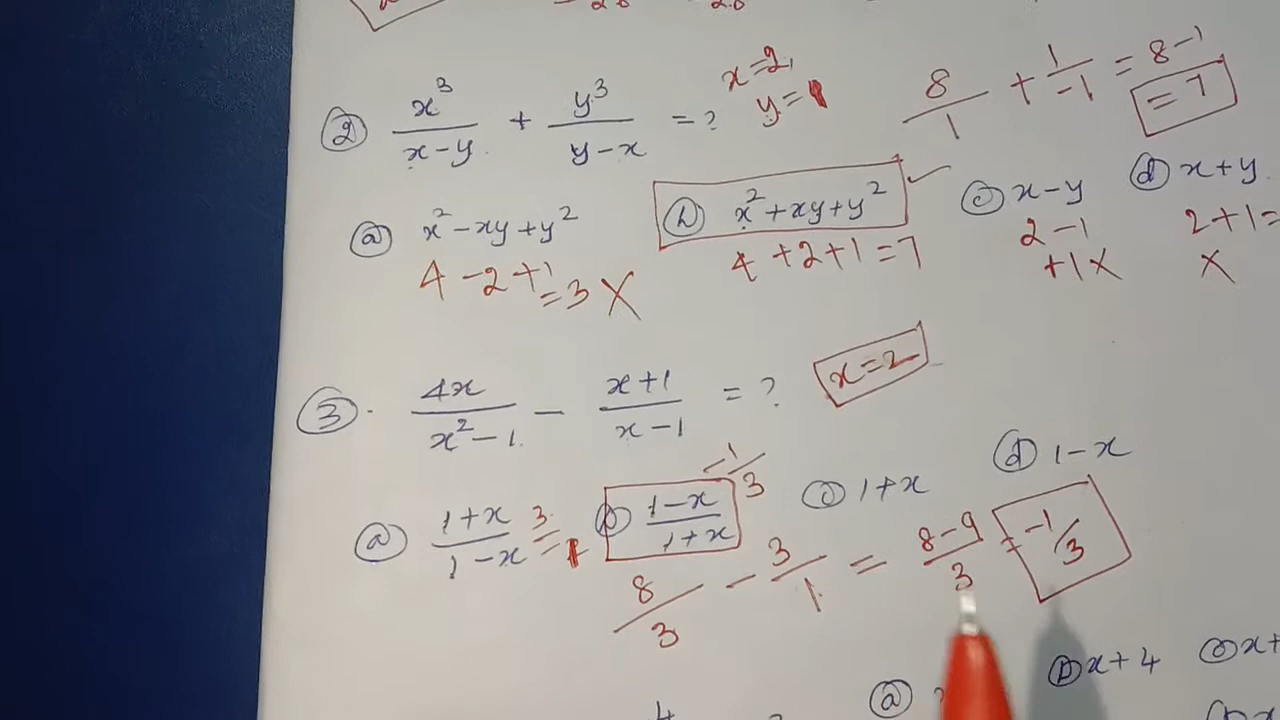 ② x³/(x-y) + y³/(y-x) = ? x=2, y=1 8/1 + 1/-1 = 8-1 = 7
ⓐ x²-xy+y² ⓑ x²+xy+y² ✓ ⓒ x-y ⓓ x+y
4-2+1=3 X 4+2+1=7 2-1 +1 X 2+1= X
③. 4x/(x²-1) - (x+1)/(x-1) = ? x=2
ⓐ (1+x)/(1-x) = 3/ ⓑ (1-x)/(1+x) -1/3 ⓒ 1+x ⓓ 1-x
8/3 - 3/1 = (8-9)/3 = -1/3
ⓐ ⓑ x+4 ⓒ x+
4